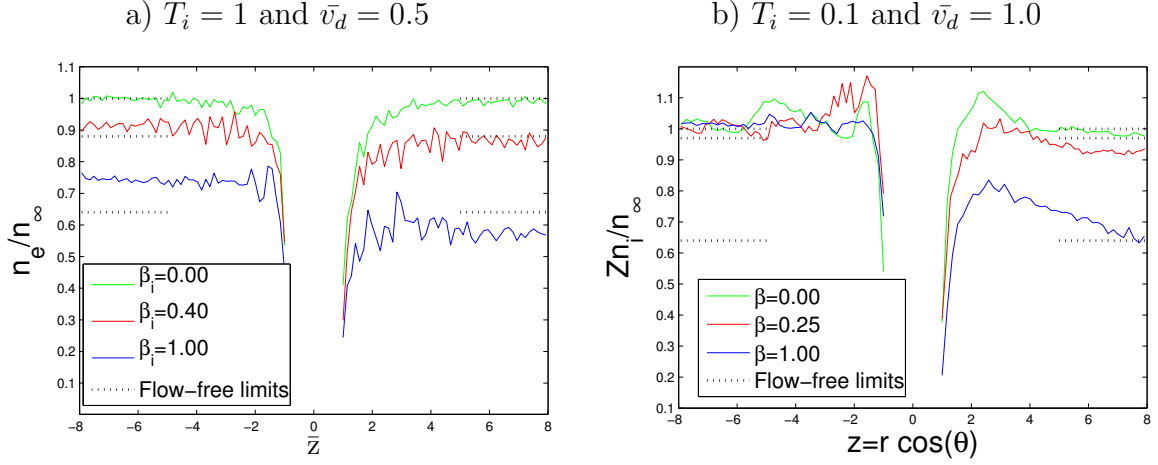 a) T_i = 1 and \bar{v_d} = 0.5
n_e/n_∞
1.1
1
0.9
0.8
0.7
0.6
0.5
0.4
0.3
0.2
0.1
β_i=0.00
β_i=0.40
β_i=1.00
Flow−free limits
−8 −6 −4 −2 0 2 4 6 8
z̄
b) T_i = 0.1 and \bar{v_d} = 1.0
Zn_i/n_∞
1.2
1.1
1
0.9
0.8
0.7
0.6
0.5
0.4
0.3
0.2
0.1
β=0.00
β=0.25
β=1.00
Flow−free limits
−8 −6 −4 −2 0 2 4 6 8
z=r cos(θ)